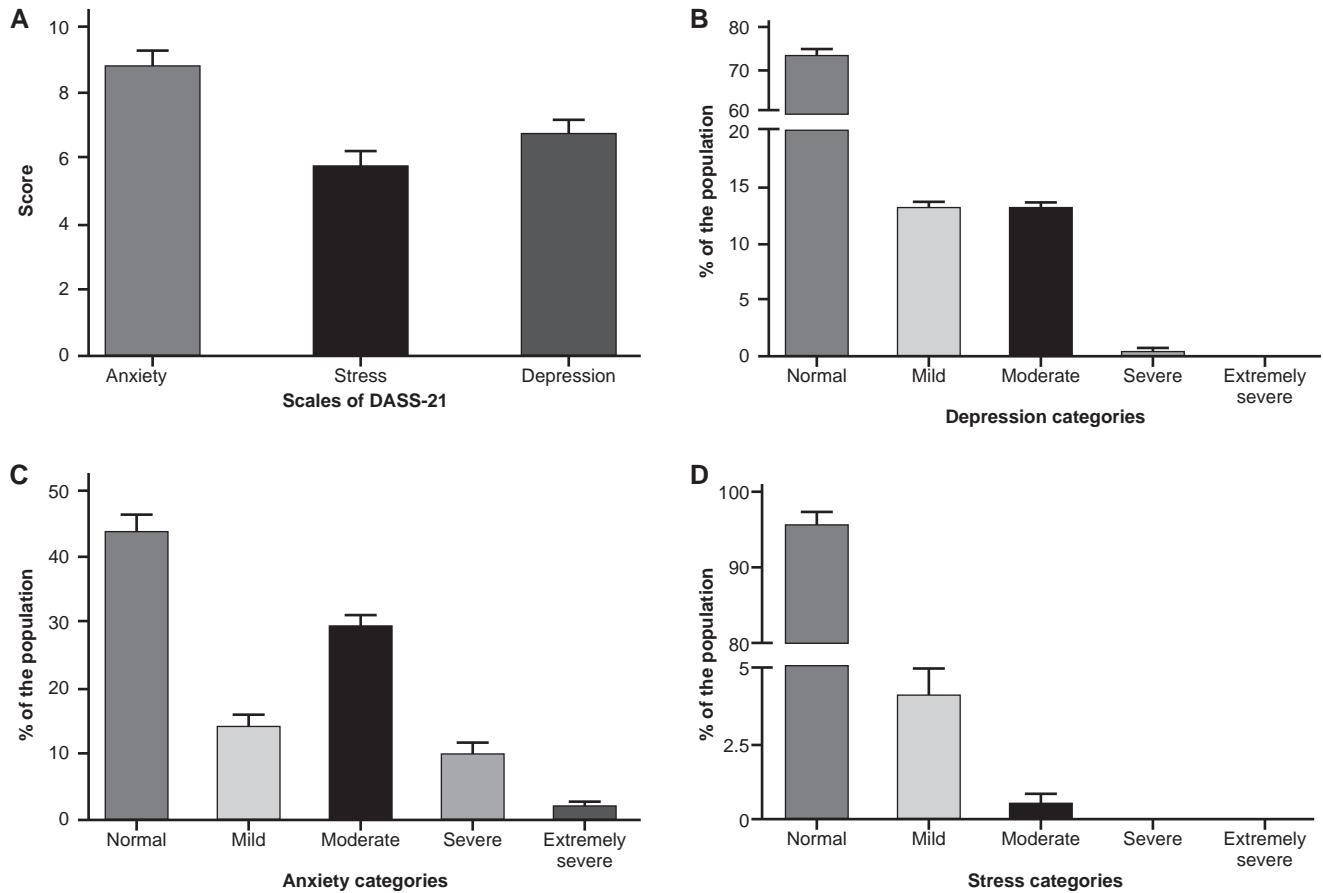 A
10
8
6
4
2
0
Score
Anxiety
Stress
Depression
Scales of DASS-21
B
80
70
60
20
15
10
5
0
% of the population
Normal
Mild
Moderate
Severe
Extremely
severe
Depression categories
C
50
40
30
20
10
0
% of the population
Normal
Mild
Moderate
Severe
Extremely
severe
Anxiety categories
D
100
90
80
5
2.5
0
% of the population
Normal
Mild
Moderate
Severe
Extremely
severe
Stress categories